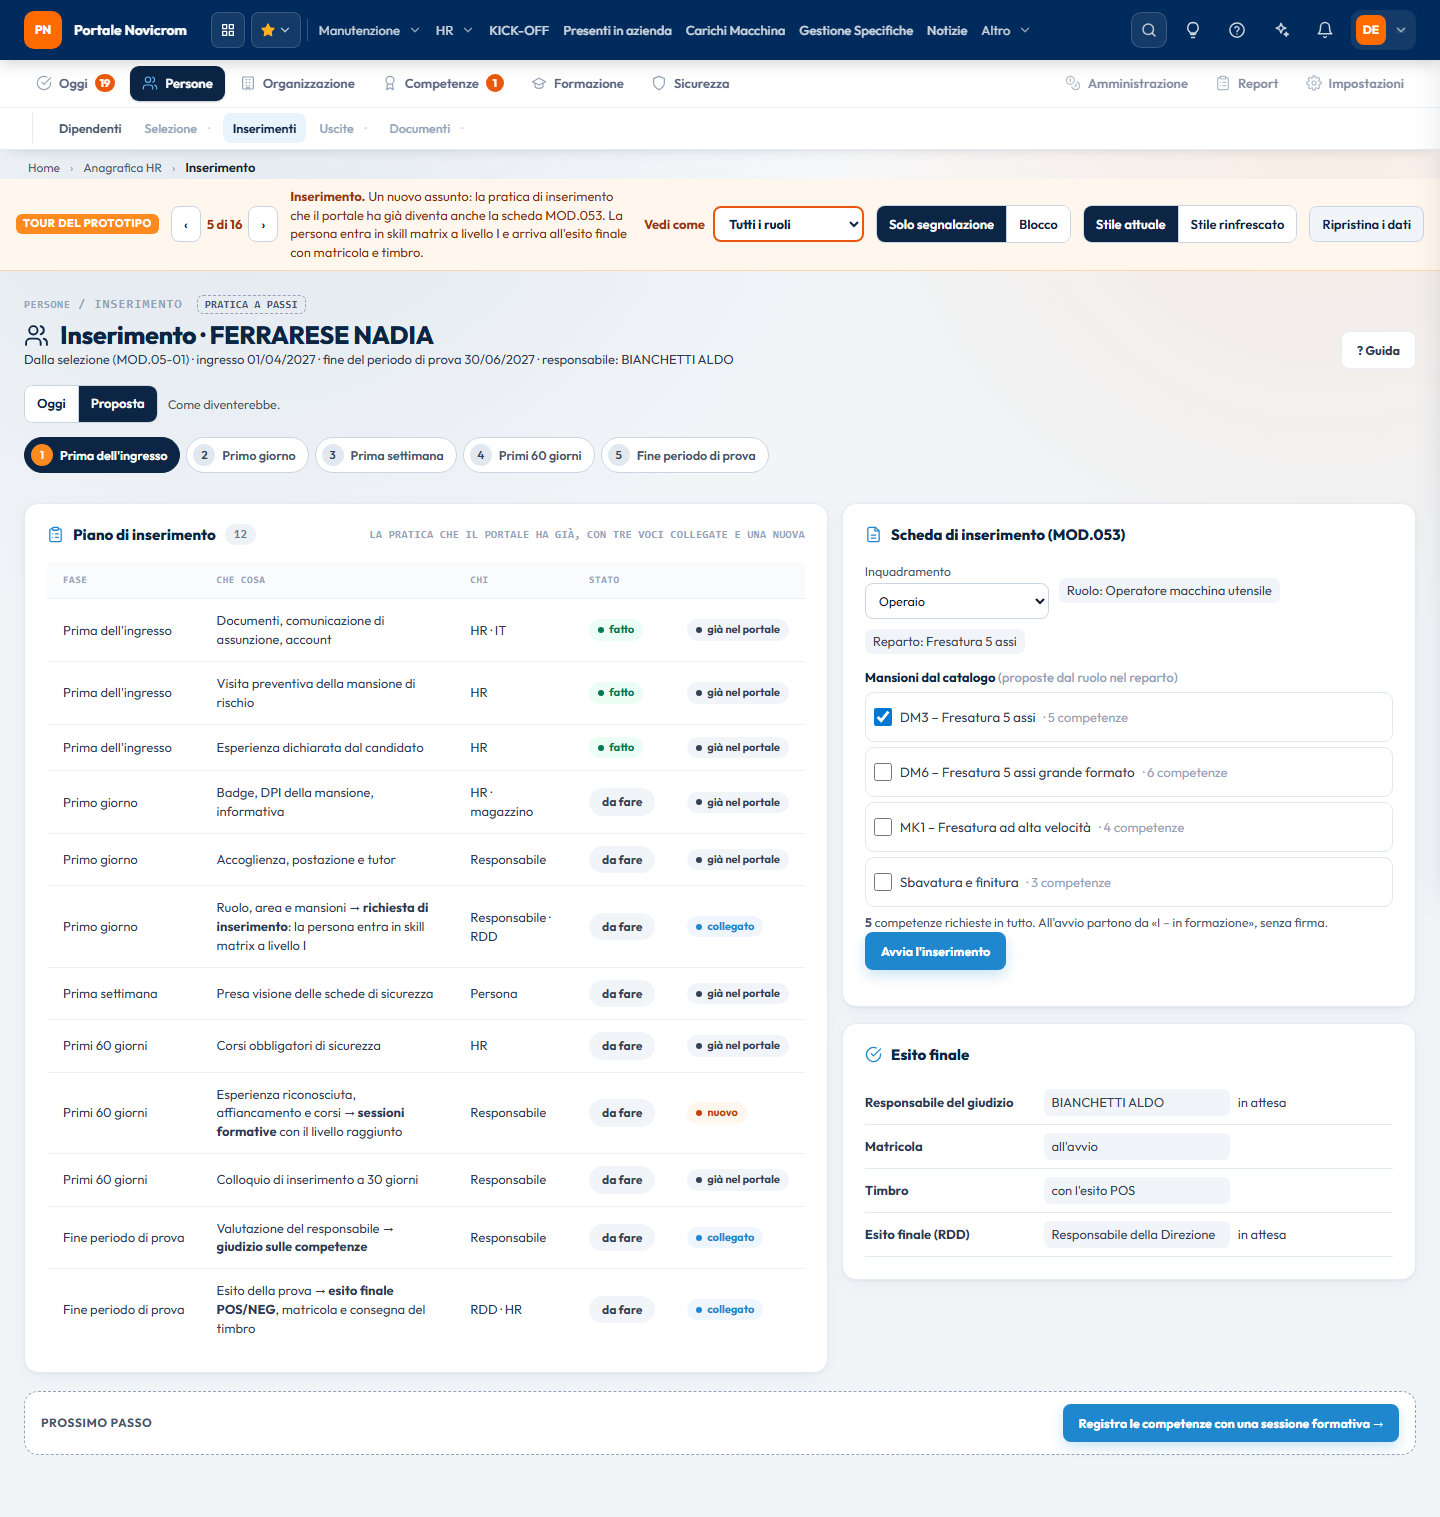 PN Portale Novicrom Manutenzione HR KICK-OFF Presenti in azienda Carichi Macchina Gestione Specifiche Notizie Altro DE
Oggi 19 Persone Organizzazione Competenze 1 Formazione Sicurezza Amministrazione Report Impostazioni
Dipendenti Selezione · Inserimenti Uscite · Documenti ·
Home › Anagrafica HR › Inserimento
TOUR DEL PROTOTIPO ‹ 5 di 16 ›
Inserimento. Un nuovo assunto: la pratica di inserimento
che il portale ha già diventa anche la scheda MOD.053. La
persona entra in skill matrix a livello I e arriva all'esito finale
con matricola e timbro.
Vedi come Tutti i ruoli Solo segnalazione Blocco Stile attuale Stile rinfrescato Ripristina i dati
PERSONE / INSERIMENTO PRATICA A PASSI
Inserimento · FERRARESE NADIA
Dalla selezione (MOD.05-01) · ingresso 01/04/2027 · fine del periodo di prova 30/06/2027 · responsabile: BIANCHETTI ALDO
? Guida
Oggi Proposta Come diventerebbe.
1 Prima dell'ingresso 2 Primo giorno 3 Prima settimana 4 Primi 60 giorni 5 Fine periodo di prova
Piano di inserimento 12 LA PRATICA CHE IL PORTALE HA GIÀ, CON TRE VOCI COLLEGATE E UNA NUOVA
FASE CHE COSA CHI STATO
Prima dell'ingresso Documenti, comunicazione di
assunzione, account HR · IT fatto già nel portale
Prima dell'ingresso Visita preventiva della mansione di
rischio HR fatto già nel portale
Prima dell'ingresso Esperienza dichiarata dal candidato HR fatto già nel portale
Primo giorno Badge, DPI della mansione,
informativa HR ·
magazzino da fare già nel portale
Primo giorno Accoglienza, postazione e tutor Responsabile da fare già nel portale
Primo giorno Ruolo, area e mansioni → richiesta di
inserimento: la persona entra in skill
matrix a livello I Responsabile ·
RDD da fare collegato
Prima settimana Presa visione delle schede di sicurezza Persona da fare già nel portale
Primi 60 giorni Corsi obbligatori di sicurezza HR da fare già nel portale
Primi 60 giorni Esperienza riconosciuta,
affiancamento e corsi → sessioni
formative con il livello raggiunto Responsabile da fare nuovo
Primi 60 giorni Colloquio di inserimento a 30 giorni Responsabile da fare già nel portale
Fine periodo di prova Valutazione del responsabile →
giudizio sulle competenze Responsabile da fare collegato
Fine periodo di prova Esito della prova → esito finale
POS/NEG, matricola e consegna del
timbro RDD · HR da fare collegato
Scheda di inserimento (MOD.053)
Inquadramento
Operaio Ruolo: Operatore macchina utensile
Reparto: Fresatura 5 assi
Mansioni dal catalogo (proposte dal ruolo nel reparto)
DM3 – Fresatura 5 assi · 5 competenze
DM6 – Fresatura 5 assi grande formato · 6 competenze
MK1 – Fresatura ad alta velocità · 4 competenze
Sbavatura e finitura · 3 competenze
5 competenze richieste in tutto. All'avvio partono da «I – in formazione», senza firma.
Avvia l'inserimento
Esito finale
Responsabile del giudizio BIANCHETTI ALDO in attesa
Matricola all'avvio
Timbro con l'esito POS
Esito finale (RDD) Responsabile della Direzione in attesa
PROSSIMO PASSO Registra le competenze con una sessione formativa →